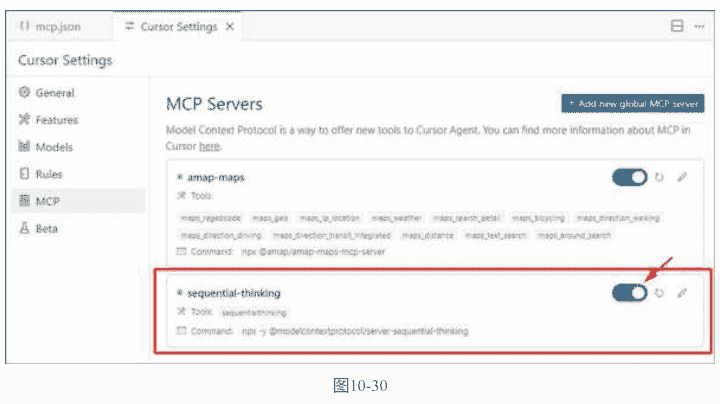 mcp.json
Cursor Settings
Cursor Settings
General
Features
Models
Rules
MCP
Beta
MCP Servers
+ Add new global MCP server
Model Context Protocol is a way to offer new tools to Cursor Agent. You can find more information about MCP in
Cursor here.
amap-maps
Tools
maps_regeocode maps_geo maps_ip_location maps_weather maps_search_detail maps_bicycling maps_direction_walking
maps_direction_driving maps_direction_transit_integrated maps_distance maps_text_search maps_around_search
Command: npx @amap/amap-maps-mcp-server
sequential-thinking
Tools: sequentialthinking
Command: npx -y @modelcontextprotocol/server-sequential-thinking
图10-30